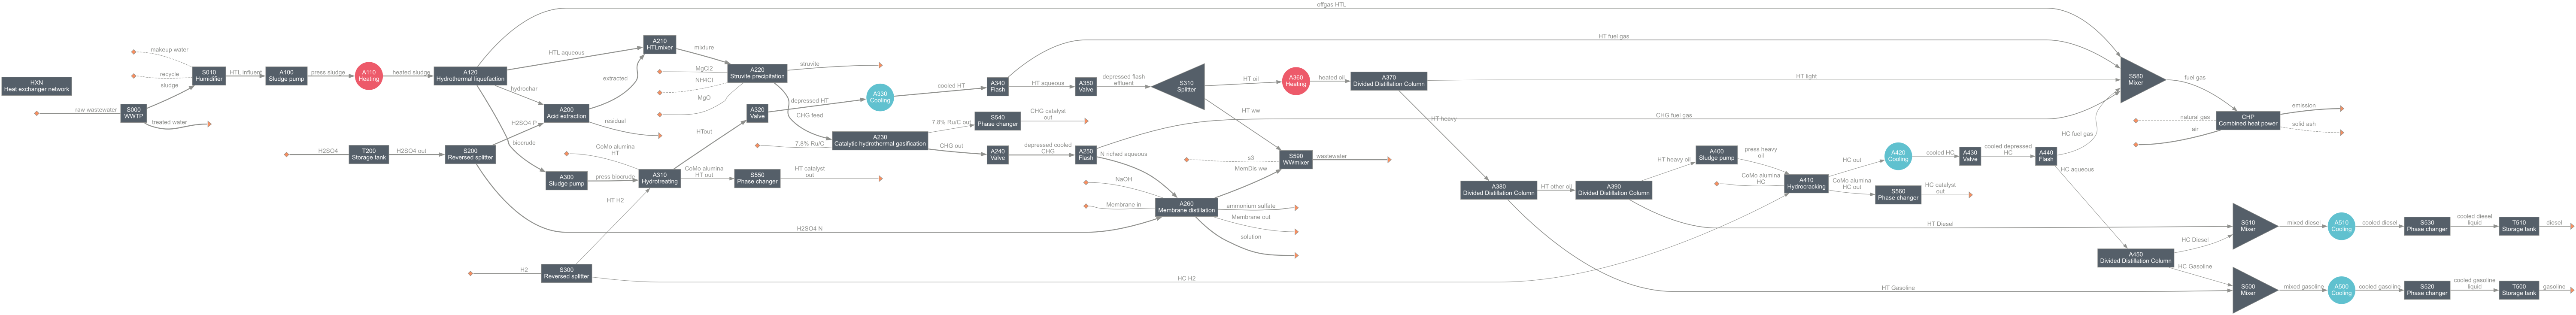 offgas HTL
HXN
Heat exchanger network
makeup water
recycle
sludge
S010
Humidifier
HTL influent
A100
Sludge pump
press sludge
A110
Heating
heated sludge
A120
Hydrothermal liquefaction
raw wastewater
S000
WWTP
treated water
HTL aqueous
A210
HTLmixer
mixture
extracted
hydrochar
A200
Acid extraction
residual
H2SO4 P
biocrude
H2SO4
T200
Storage tank
H2SO4 out
S200
Reversed splitter
MgCl2
NH4Cl
MgO
A220
Struvite precipitation
struvite
CHG feed
HTout
A320
Valve
depressed HT
A330
Cooling
cooled HT
A340
Flash
HT fuel gas
HT aqueous
A350
Valve
depressed flash
effluent
S310
Splitter
HT oil
HT ww
7.8% Ru/C
A230
Catalytic hydrothermal gasification
7.8% Ru/C out
S540
Phase changer
CHG catalyst
out
CHG out
A240
Valve
depressed cooled
CHG
A250
Flash
CHG fuel gas
N riched aqueous
CoMo alumina
HT
A300
Sludge pump
press biocrude
A310
Hydrotreating
CoMo alumina
HT out
S550
Phase changer
HT catalyst
out
HT H2
H2
S300
Reversed splitter
HC H2
H2SO4 N
NaOH
Membrane in
A260
Membrane distillation
ammonium sulfate
Membrane out
solution
a3
MemDis ww
S590
WWmixer
wastewater
A360
Heating
heated oil
A370
Divided Distillation Column
HT light
HT heavy
A380
Divided Distillation Column
HT other oil
A390
Divided Distillation Column
HT heavy oil
A400
Sludge pump
press heavy
oil
CoMo alumina
HC
A410
Hydrocracking
HC out
CoMo alumina
HC out
A420
Cooling
cooled HC
A430
Valve
cooled depressed
HC
A440
Flash
S560
Phase changer
HC catalyst
out
HC fuel gas
HC aqueous
S580
Mixer
fuel gas
natural gas
air
CHP
Combined heat power
emission
solid ash
HT Diesel
HT Gasoline
A450
Divided Distillation Column
HC Diesel
HC Gasoline
S510
Mixer
mixed diesel
A510
Cooling
cooled diesel
S530
Phase changer
cooled diesel
liquid
T510
Storage tank
diesel
S500
Mixer
mixed gasoline
A500
Cooling
cooled gasoline
S520
Phase changer
cooled gasoline
liquid
T500
Storage tank
gasoline